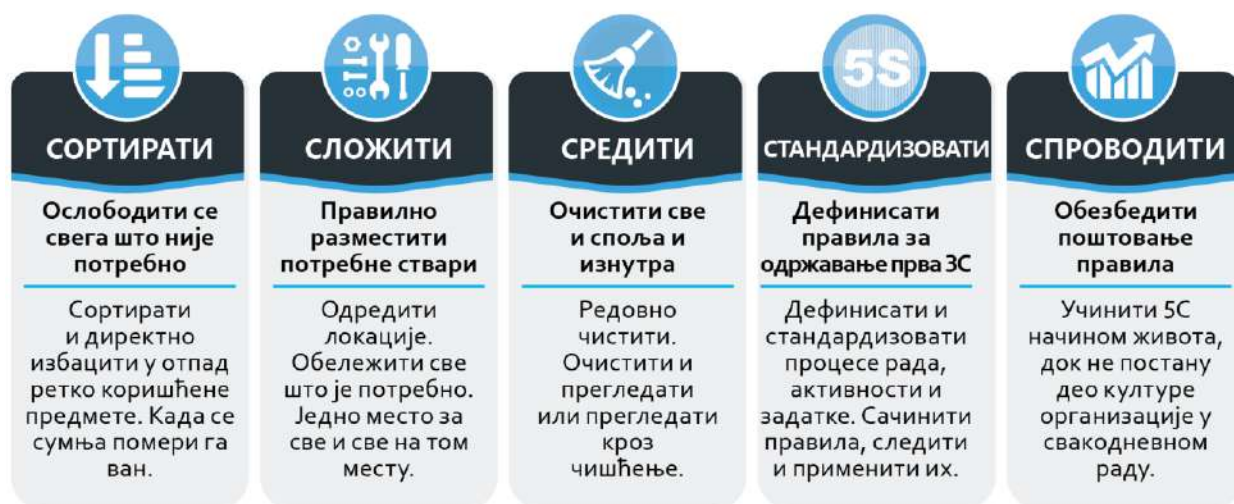 СОРТИРАТИ
Ослободити се
свега што није
потребно
Сортирати
и директно
избацити у отпад
ретко коришћене
предмете. Када се
сумња помери га
ван.
СЛОЖИТИ
Правилно
разместити
потребне ствари
Одредити
локације.
Обележити све
што је потребно.
Једно место за
све и све на том
месту.
СРЕДИТИ
Очистити све
и споља и
изнутра
Редовно
чистити.
Очистити и
прегледати
или прегледати
кроз
чишћење.
5S
СТАНДАРДИЗОВАТИ
Дефинисати
правила за
одржавање прва 3С
Дефинисати и
стандардизовати
процесе рада,
активности и
задатке. Сачинити
правила, следити
и применити их.
СПРОВОДИТИ
Обезбедити
поштовање
правила
Учинити 5С
начином живота,
док не постану
део културе
организације у
свакодневном
раду.